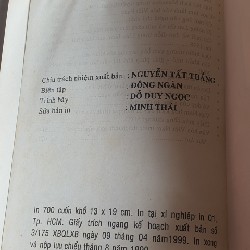 Chịu trách nhiệm xuất bản : NGUYỄN TẤT THẮNG
Biên tập : ĐÔNG NGÀN
Trình bày : ĐỖ DUY NGỌC
Sửa bản in : MINH THÁI
In 700 cuốn khổ 13 x 19 cm. In tại xí nghiệp in
Tp. HCM. Giấy trích ngang kế hoạch xuất bản số
3/175 XBQLXB ngày 09 tháng 04 năm 1999. In xong
và nộp lưu chiểu tháng 8 năm